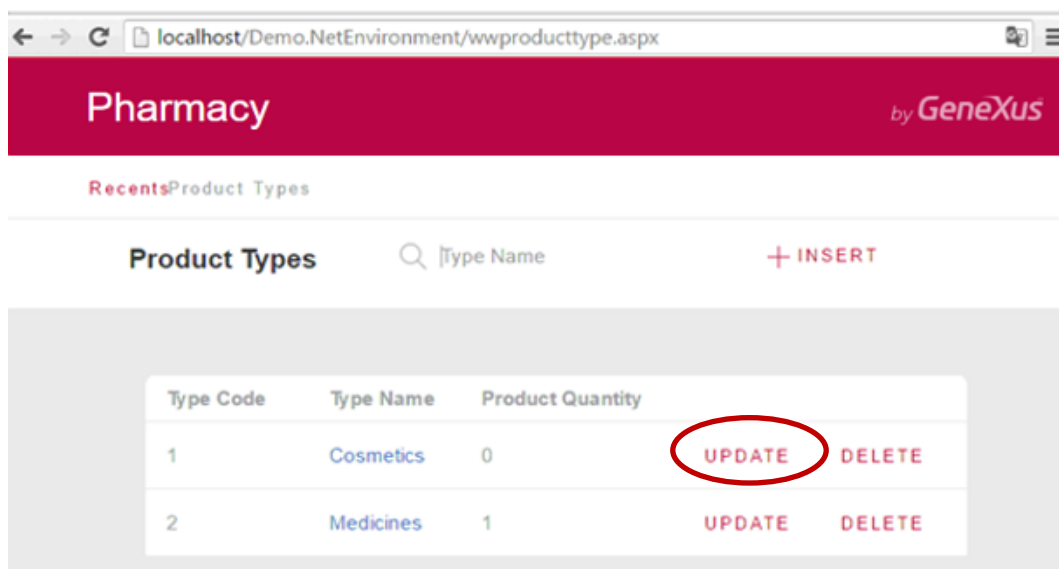 localhost/Demo.NetEnvironment/wwproducttype.aspx
Pharmacy by GeneXus
RecentsProduct Types
Product Types Type Name INSERT
Type Code Type Name Product Quantity
1 Cosmetics 0 UPDATE DELETE
2 Medicines 1 UPDATE DELETE